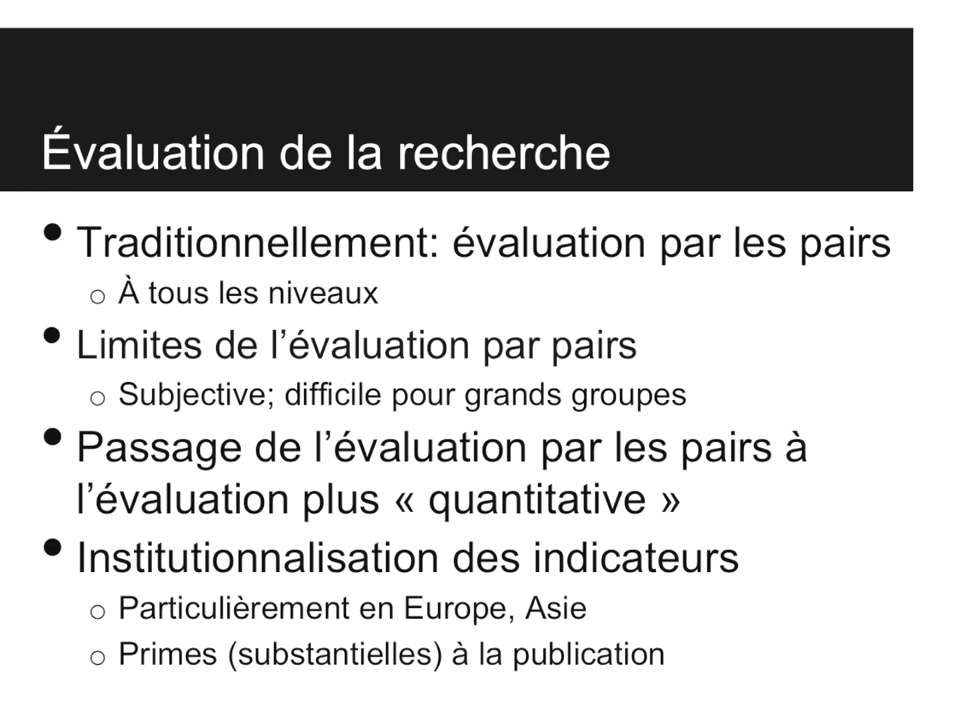 Évaluation de la recherche
• Traditionnellement: évaluation par les pairs
o À tous les niveaux
• Limites de l’évaluation par pairs
o Subjective; difficile pour grands groupes
• Passage de l’évaluation par les pairs à
l’évaluation plus « quantitative »
• Institutionnalisation des indicateurs
o Particulièrement en Europe, Asie
o Primes (substantielles) à la publication